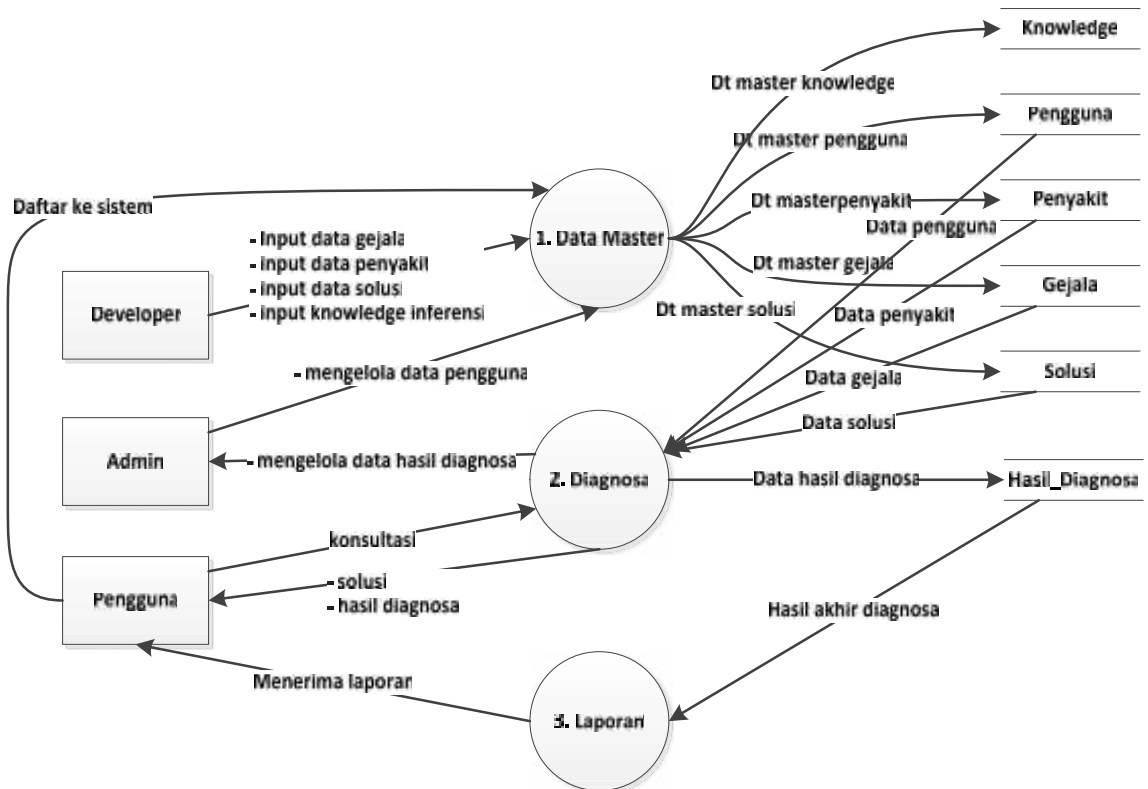 Knowledge
Dt master knowledge
Pengguna
Dt master pengguna
Daftar ke sistem
Dt masterpenyakit
Penyakit
Data pengguna
- Input data gejala
- input data penyakit
- input data solusi
- input knowledge inferensi
1. Data Master
Developer
Dt master gejala
Gejala
Dt master solusi
Data penyakit
- mengelola data pengguna
Data gejala
Solusi
Data solusi
Admin
- mengelola data hasil diagnosa
2. Diagnosa
Data hasil diagnosa
Hasil_Diagnosa
konsultasi
Pengguna
- solusi
- hasil diagnosa
Hasil akhir diagnosa
Menerima laporan
3. Laporan